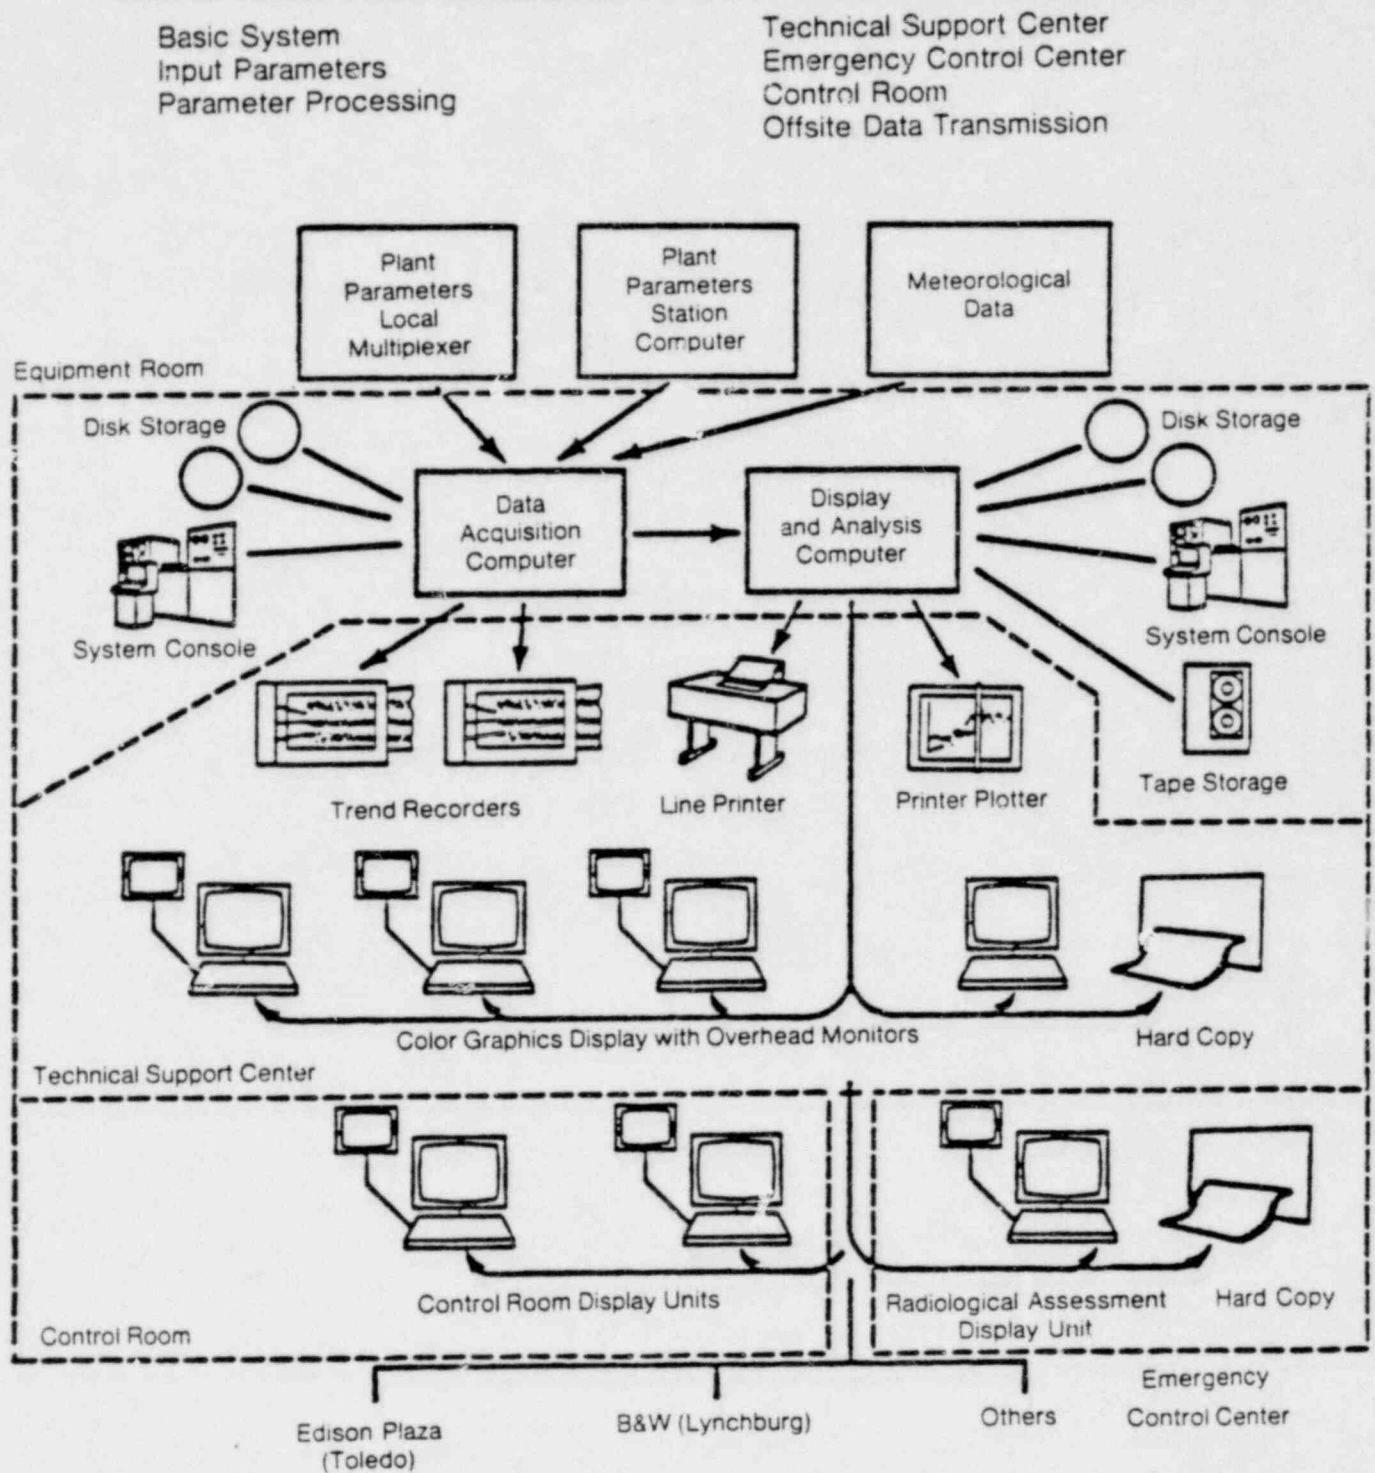 Basic System
Input Parameters
Parameter Processing
Technical Support Center
Emergency Control Center
Control Room
Offsite Data Transmission
Plant
Parameters
Local
Multiplexer
Plant
Parameters
Station
Computer
Meteorological
Data
Equipment Room
Disk Storage
Disk Storage
Data
Acquisition
Computer
Display
and Analysis
Computer
System Console
System Console
Trend Recorders
Line Printer
Printer Plotter
Tape Storage
Color Graphics Display with Overhead Monitors
Hard Copy
Technical Support Center
Control Room Display Units
Radiological Assessment
Display Unit
Hard Copy
Control Room
Emergency
Control Center
Edison Plaza
(Toledo)
B&W (Lynchburg)
Others